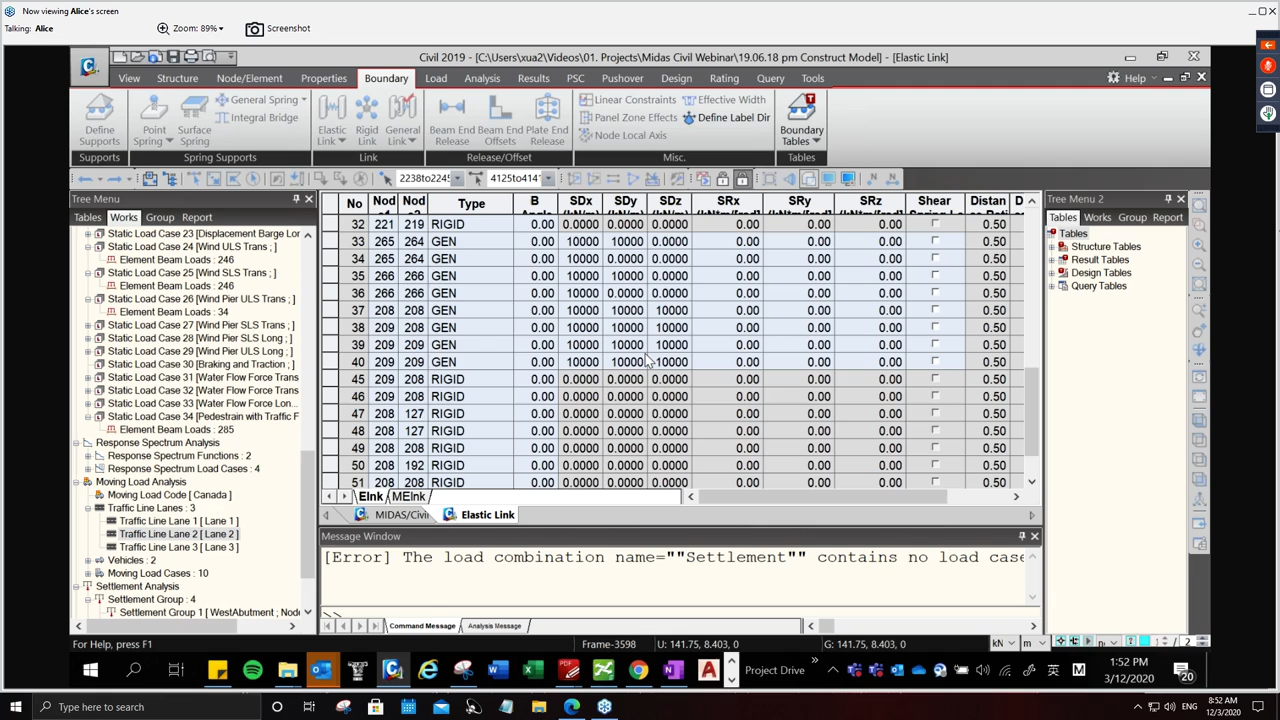 Now viewing Alice's screen
Talking: Alice
Zoom: 89%
Screenshot
Civil 2019 - [C:\Users\xua2\Videos\01. Projects\Midas Civil Webinar\19.06.18 pm Construct Model] - [Elastic Link]
View Structure Node/Element Properties Boundary Load Analysis Results PSC Pushover Design Rating Query Tools Help
Define Supports
Supports
Point Spring
Surface Spring
General Spring
Integral Bridge
Spring Supports
Elastic Link
Rigid Link
General Link
Link
Beam End Release
Beam End Offsets
Plate End Release
Release/Offset
Linear Constraints
Panel Zone Effects
Node Local Axis
Effective Width
Define Label Dir
Misc.
Boundary Tables
Tables
2238to2245
Tree Menu
Tables Works Group Report
Static Load Case 23 [Displacement Barge Lor
Element Beam Loads : 246
Static Load Case 24 [Wind ULS Trans ; ]
Element Beam Loads : 246
Static Load Case 25 [Wind SLS Trans ; ]
Element Beam Loads : 246
Static Load Case 26 [Wind Pier ULS Trans ; ]
Element Beam Loads : 34
Static Load Case 27 [Wind Pier SLS Trans ; ]
Static Load Case 28 [Wind Pier SLS Long ; ]
Static Load Case 29 [Wind Pier ULS Long ; ]
Static Load Case 30 [Braking and Traction ; ]
Static Load Case 31 [Water Flow Force Trans
Static Load Case 32 [Water Flow Force Trans
Static Load Case 33 [Water Flow Force Lon...
Static Load Case 34 [Pedestrain with Traffic F
Element Beam Loads : 285
Response Spectrum Analysis
Response Spectrum Functions : 2
Response Spectrum Load Cases : 4
Moving Load Analysis
Moving Load Code [ Canada ]
Traffic Line Lanes : 3
Traffic Line Lane 1 [ Lane 1 ]
Traffic Line Lane 2 [ Lane 2 ]
Traffic Line Lane 3 [ Lane 3 ]
Vehicles : 2
Moving Load Cases : 10
Settlement Analysis
Settlement Group : 4
Settlement Group 1 [ WestAbutment ; Node
No Nod Nod Type B SDx SDy SDz SRx SRy SRz Shear Distan
32 221 219 RIGID 0.00 0.0000 0.0000 0.0000 0.00 0.00 0.00 0.50
33 265 264 GEN 0.00 10000 10000 10000 0.00 0.00 0.00 0.50
34 265 264 GEN 0.00 10000 0.0000 10000 0.00 0.00 0.00 0.50
35 266 266 GEN 0.00 10000 10000 10000 0.00 0.00 0.00 0.50
36 266 266 GEN 0.00 10000 0.0000 0.0000 0.00 0.00 0.00 0.50
37 208 208 GEN 0.00 10000 10000 10000 0.00 0.00 0.00 0.50
38 209 208 GEN 0.00 10000 10000 10000 0.00 0.00 0.00 0.50
39 209 209 GEN 0.00 10000 10000 10000 0.00 0.00 0.00 0.50
40 209 209 GEN 0.00 10000 10000 10000 0.00 0.00 0.00 0.50
45 209 208 RIGID 0.00 0.0000 0.0000 0.0000 0.00 0.00 0.00 0.50
46 209 208 RIGID 0.00 0.0000 0.0000 0.0000 0.00 0.00 0.00 0.50
47 208 127 RIGID 0.00 0.0000 0.0000 0.0000 0.00 0.00 0.00 0.50
48 208 127 RIGID 0.00 0.0000 0.0000 0.0000 0.00 0.00 0.00 0.50
49 208 208 RIGID 0.00 0.0000 0.0000 0.0000 0.00 0.00 0.00 0.50
50 208 192 RIGID 0.00 0.0000 0.0000 0.0000 0.00 0.00 0.00 0.50
51 208 208 RIGID 0.00 0.0000 0.0000 0.0000 0.00 0.00 0.00 0.50
Elnk MElnk
MIDAS/Civil Elastic Link
Message Window
[Error] The load combination name=""Settlement"" contains no load case
>>
Command Message Analysis Message
Tree Menu 2
Tables Works Group Report
Tables
Structure Tables
Result Tables
Design Tables
Query Tables
For Help, press F1 Frame-3598 U: 141.75, 8.403, 0 G: 141.75, 8.403, 0 kN m 2
Project Drive
英
M
1:52 PM
3/12/2020
20
Type here to search
ENG
8:52 AM
12/3/2020